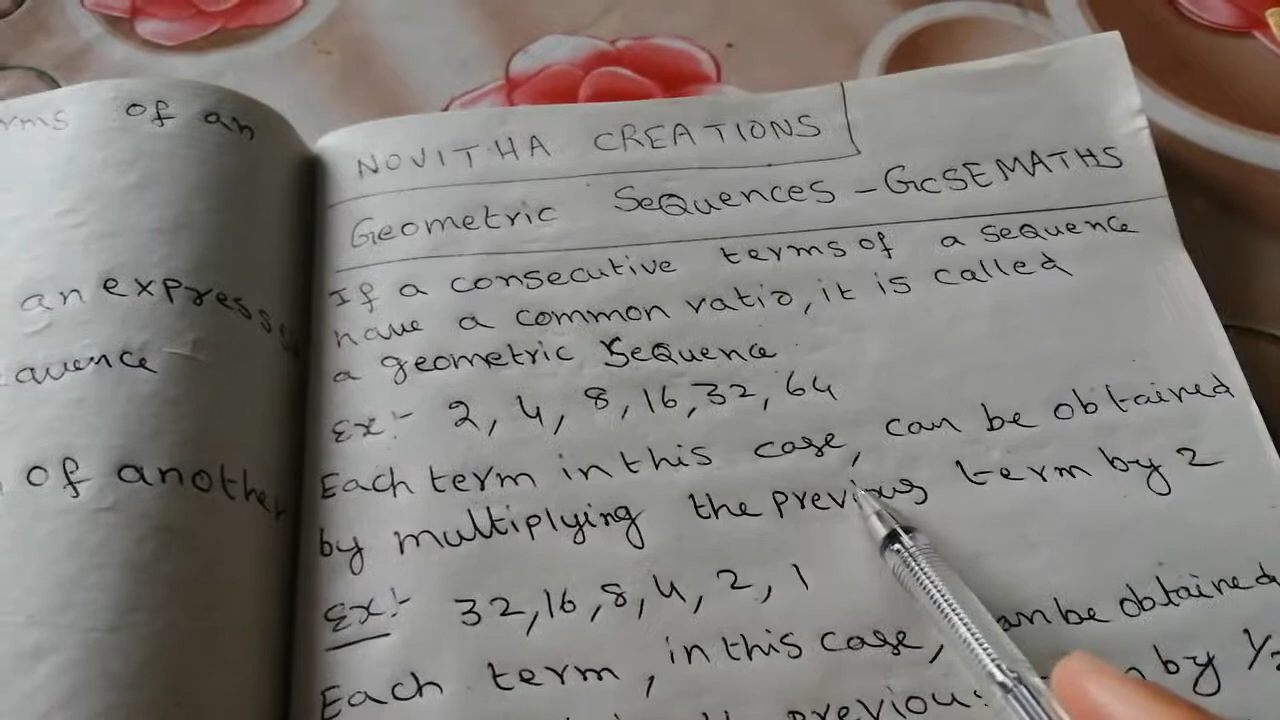 rms of an
an express
quence
of another
NOVITHA CREATIONS
Geometric Sequences - GCSE MATHS
If a consecutive terms of a sequence
have a common ratio, it is called
a geometric Sequence
Ex:- 2, 4, 8, 16, 32, 64
Each term in this case, can be obtained
by multiplying the previous term by 2
Ex:- 32, 16, 8, 4, 2, 1
Each term, in this case, can be obtained
previous by 1/2